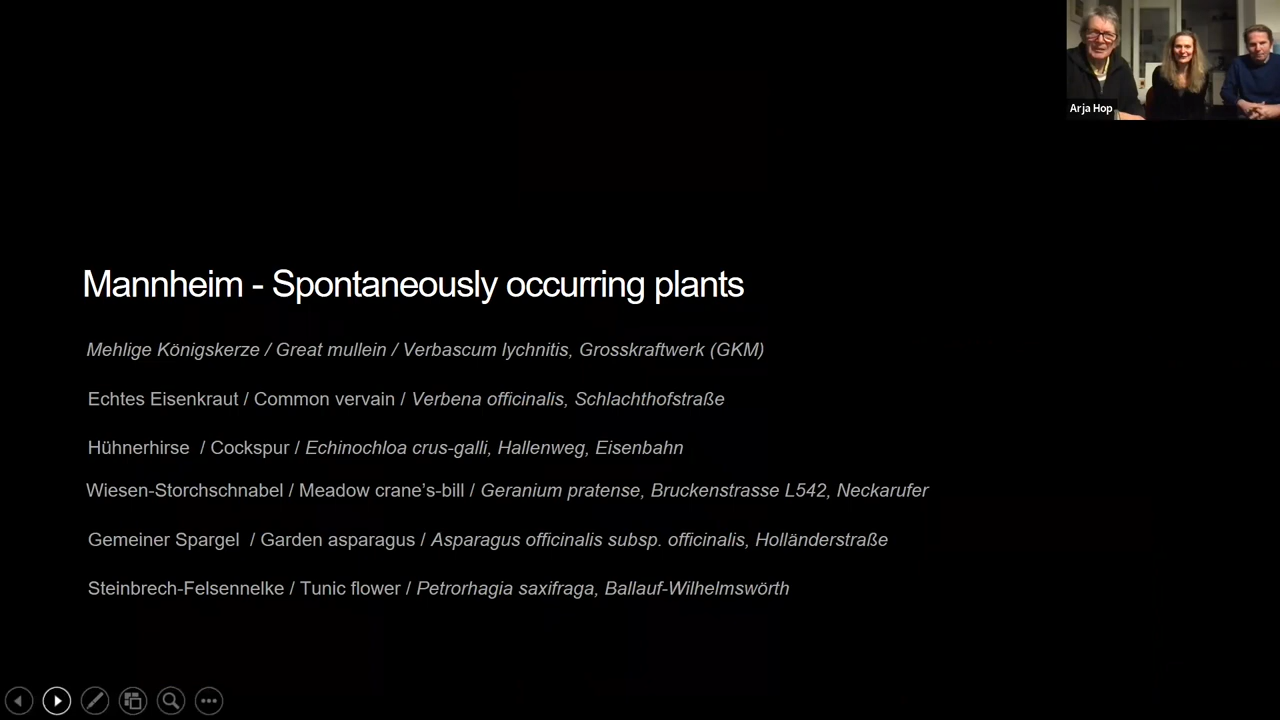 Arja Hop
Mannheim - Spontaneously occurring plants
Mehlige Königskerze / Great mullein / Verbascum lychnitis, Grosskraftwerk (GKM)
Echtes Eisenkraut / Common vervain / Verbena officinalis, Schlachthofstraße
Hühnerhirse / Cockspur / Echinochloa crus-galli, Hallenweg, Eisenbahn
Wiesen-Storchschnabel / Meadow crane’s-bill / Geranium pratense, Bruckenstrasse L542, Neckarufer
Gemeiner Spargel / Garden asparagus / Asparagus officinalis subsp. officinalis, Holländerstraße
Steinbrech-Felsennelke / Tunic flower / Petrorhagia saxifraga, Ballauf-Wilhelmswörth